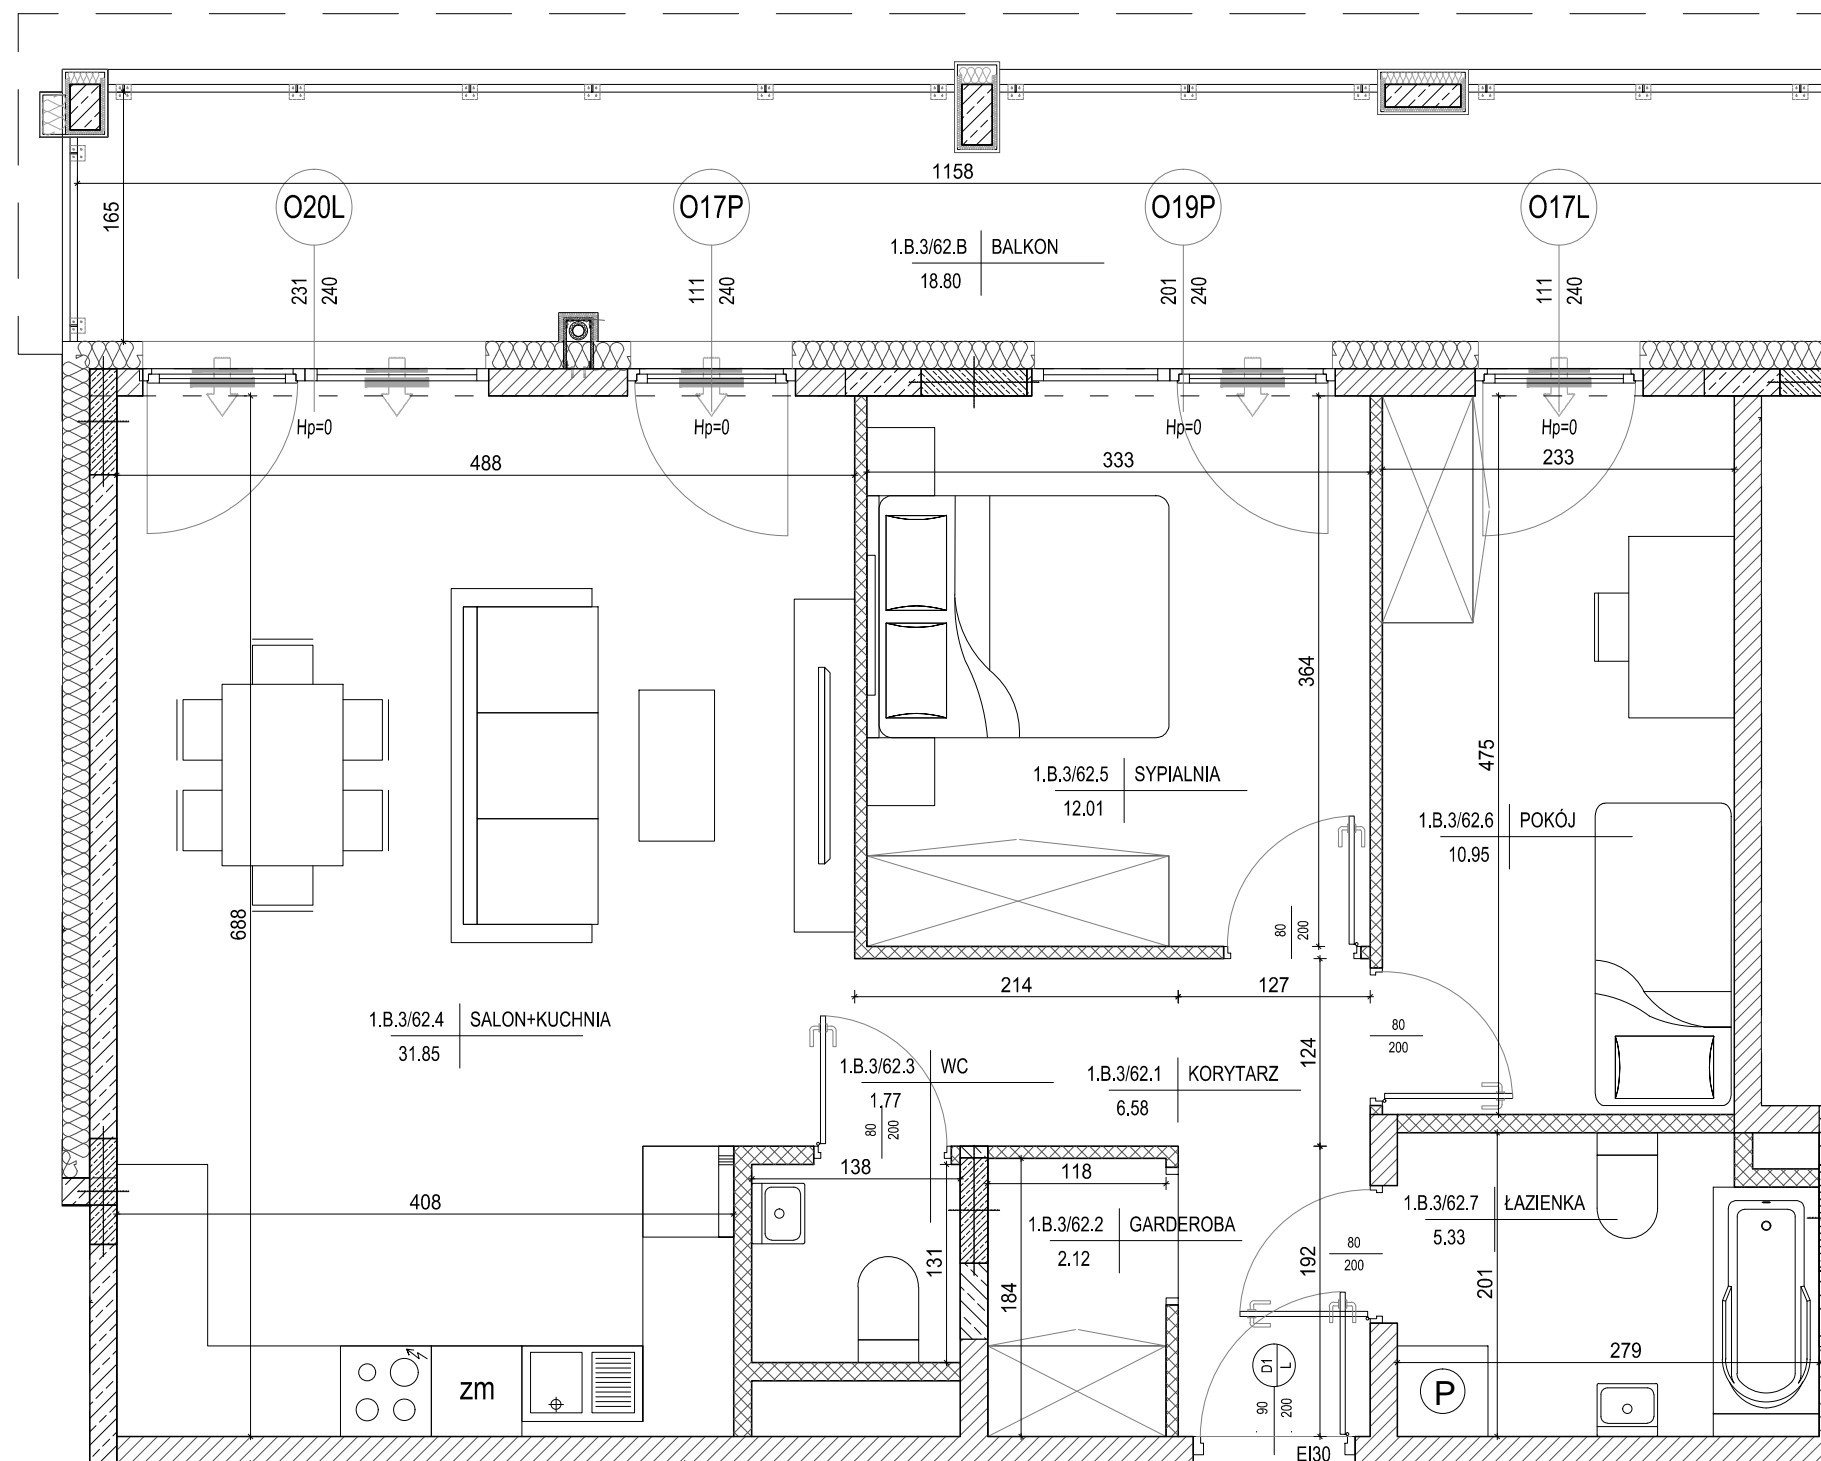 1158
165
O20L
O17P
O19P
O17L
1.B.3/62.B BALKON
18.80
231 240
111 240
201 240
111 240
Hp=0
Hp=0
Hp=0
Hp=0
488
333
233
364
475
688
1.B.3/62.5 SYPIALNIA
12.01
1.B.3/62.6 POKÓJ
10.95
80 200
214
127
1.B.3/62.4 SALON+KUCHNIA
31.85
80
200
124
1.B.3/62.3 WC
1.77
80 200
1.B.3/62.1 KORYTARZ
6.58
138
118
408
1.B.3/62.2 GARDEROBA
2.12
1.B.3/62.7 ŁAZIENKA
5.33
131
184
192
80
200
201
279
zm
D1 L
90 200
P
EI30